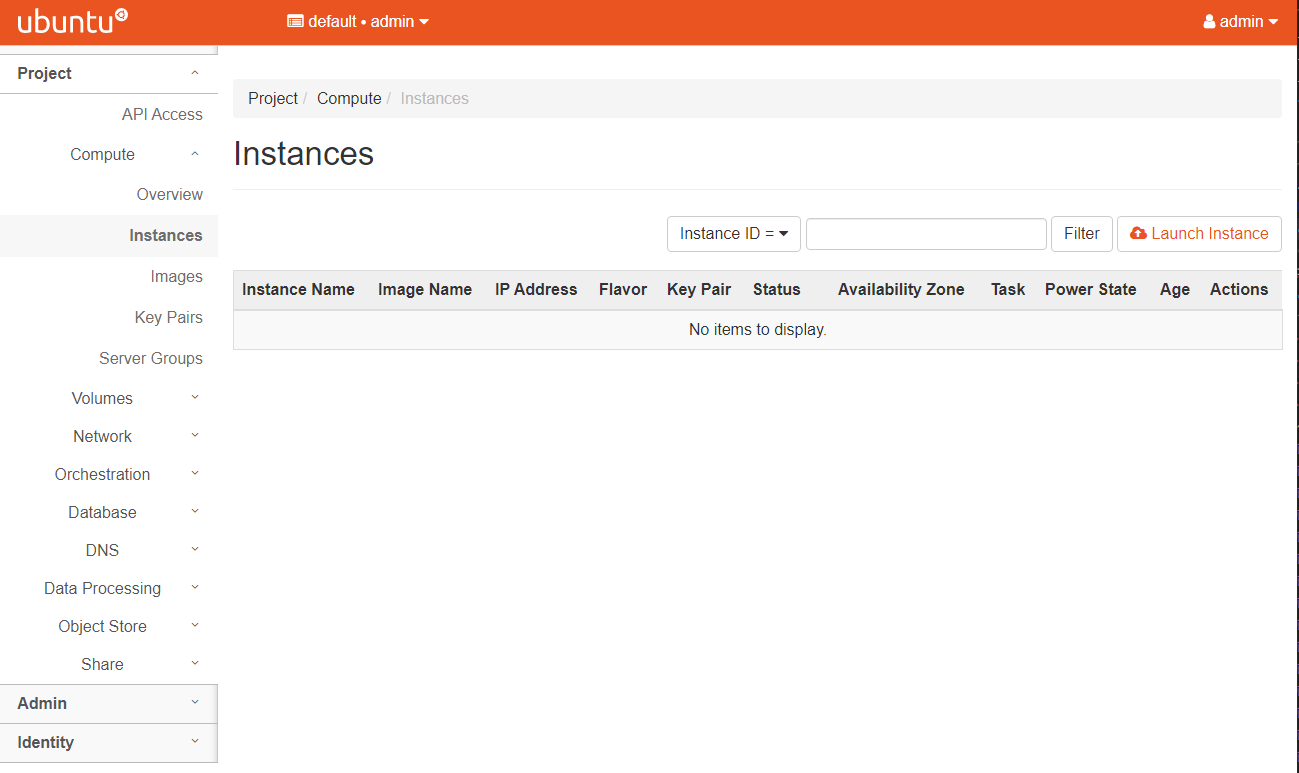 ubuntu
default • admin
admin
Project
API Access
Compute
Overview
Instances
Images
Key Pairs
Server Groups
Volumes
Network
Orchestration
Database
DNS
Data Processing
Object Store
Share
Admin
Identity
Project / Compute / Instances
Instances
Instance ID = Filter Launch Instance
Instance Name Image Name IP Address Flavor Key Pair Status Availability Zone Task Power State Age Actions
No items to display.